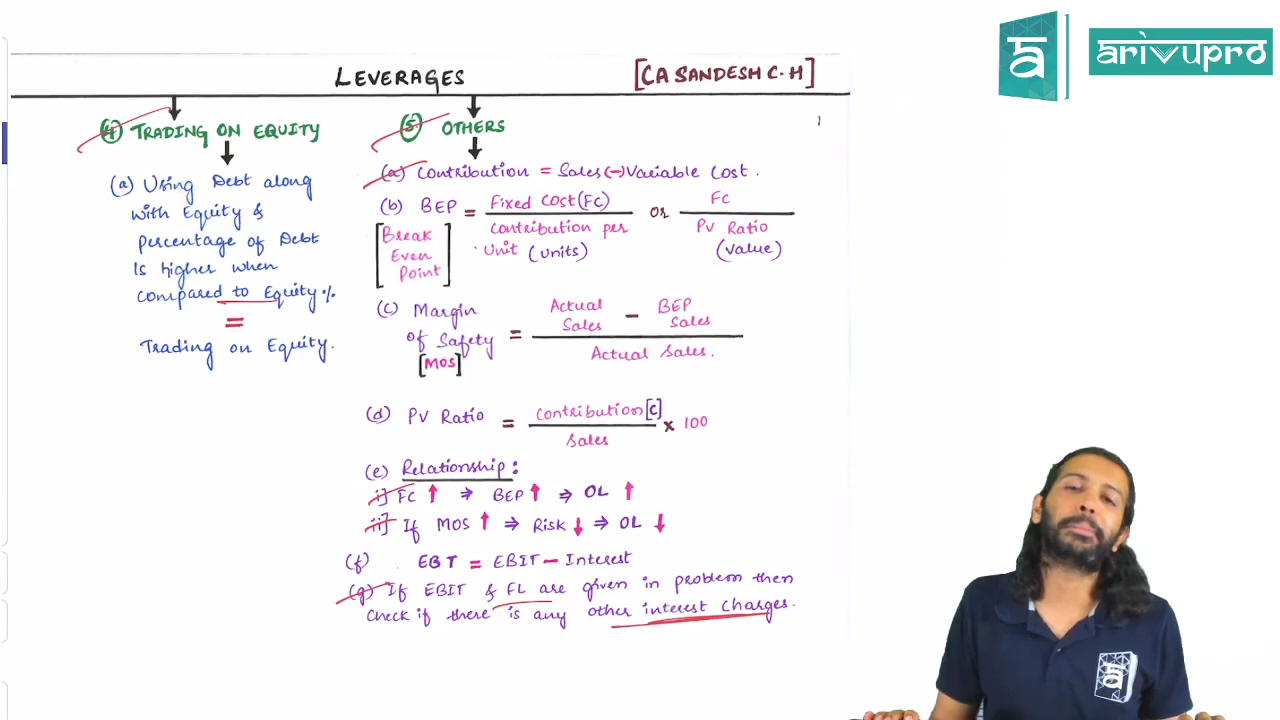 LEVERAGES
[CA SANDESH C.H]
arivupro
(4) TRADING ON EQUITY
(a) Using Debt along
with Equity &
percentage of Debt
Is higher when
compared to Equity %
=
Trading on Equity.
(5) OTHERS
(a) Contribution = Sales (-) Variable Cost.
(b) BEP = Fixed Cost (FC) or FC
[Break Even Point]
Contribution per Unit (units)
PV Ratio (value)
(c) Margin of Safety [MOS] = Actual Sales - BEP Sales
Actual Sales.
(d) PV Ratio = Contribution [C] x 100
Sales
(e) Relationship:
i] FC ↑ ⇒ BEP ↑ ⇒ OL ↑
ii] If MOS ↑ ⇒ Risk ↓ ⇒ OL ↓
(f) EBT = EBIT - Interest
(g) If EBIT & FL are given in problem then
Check if there is any other interest charges.